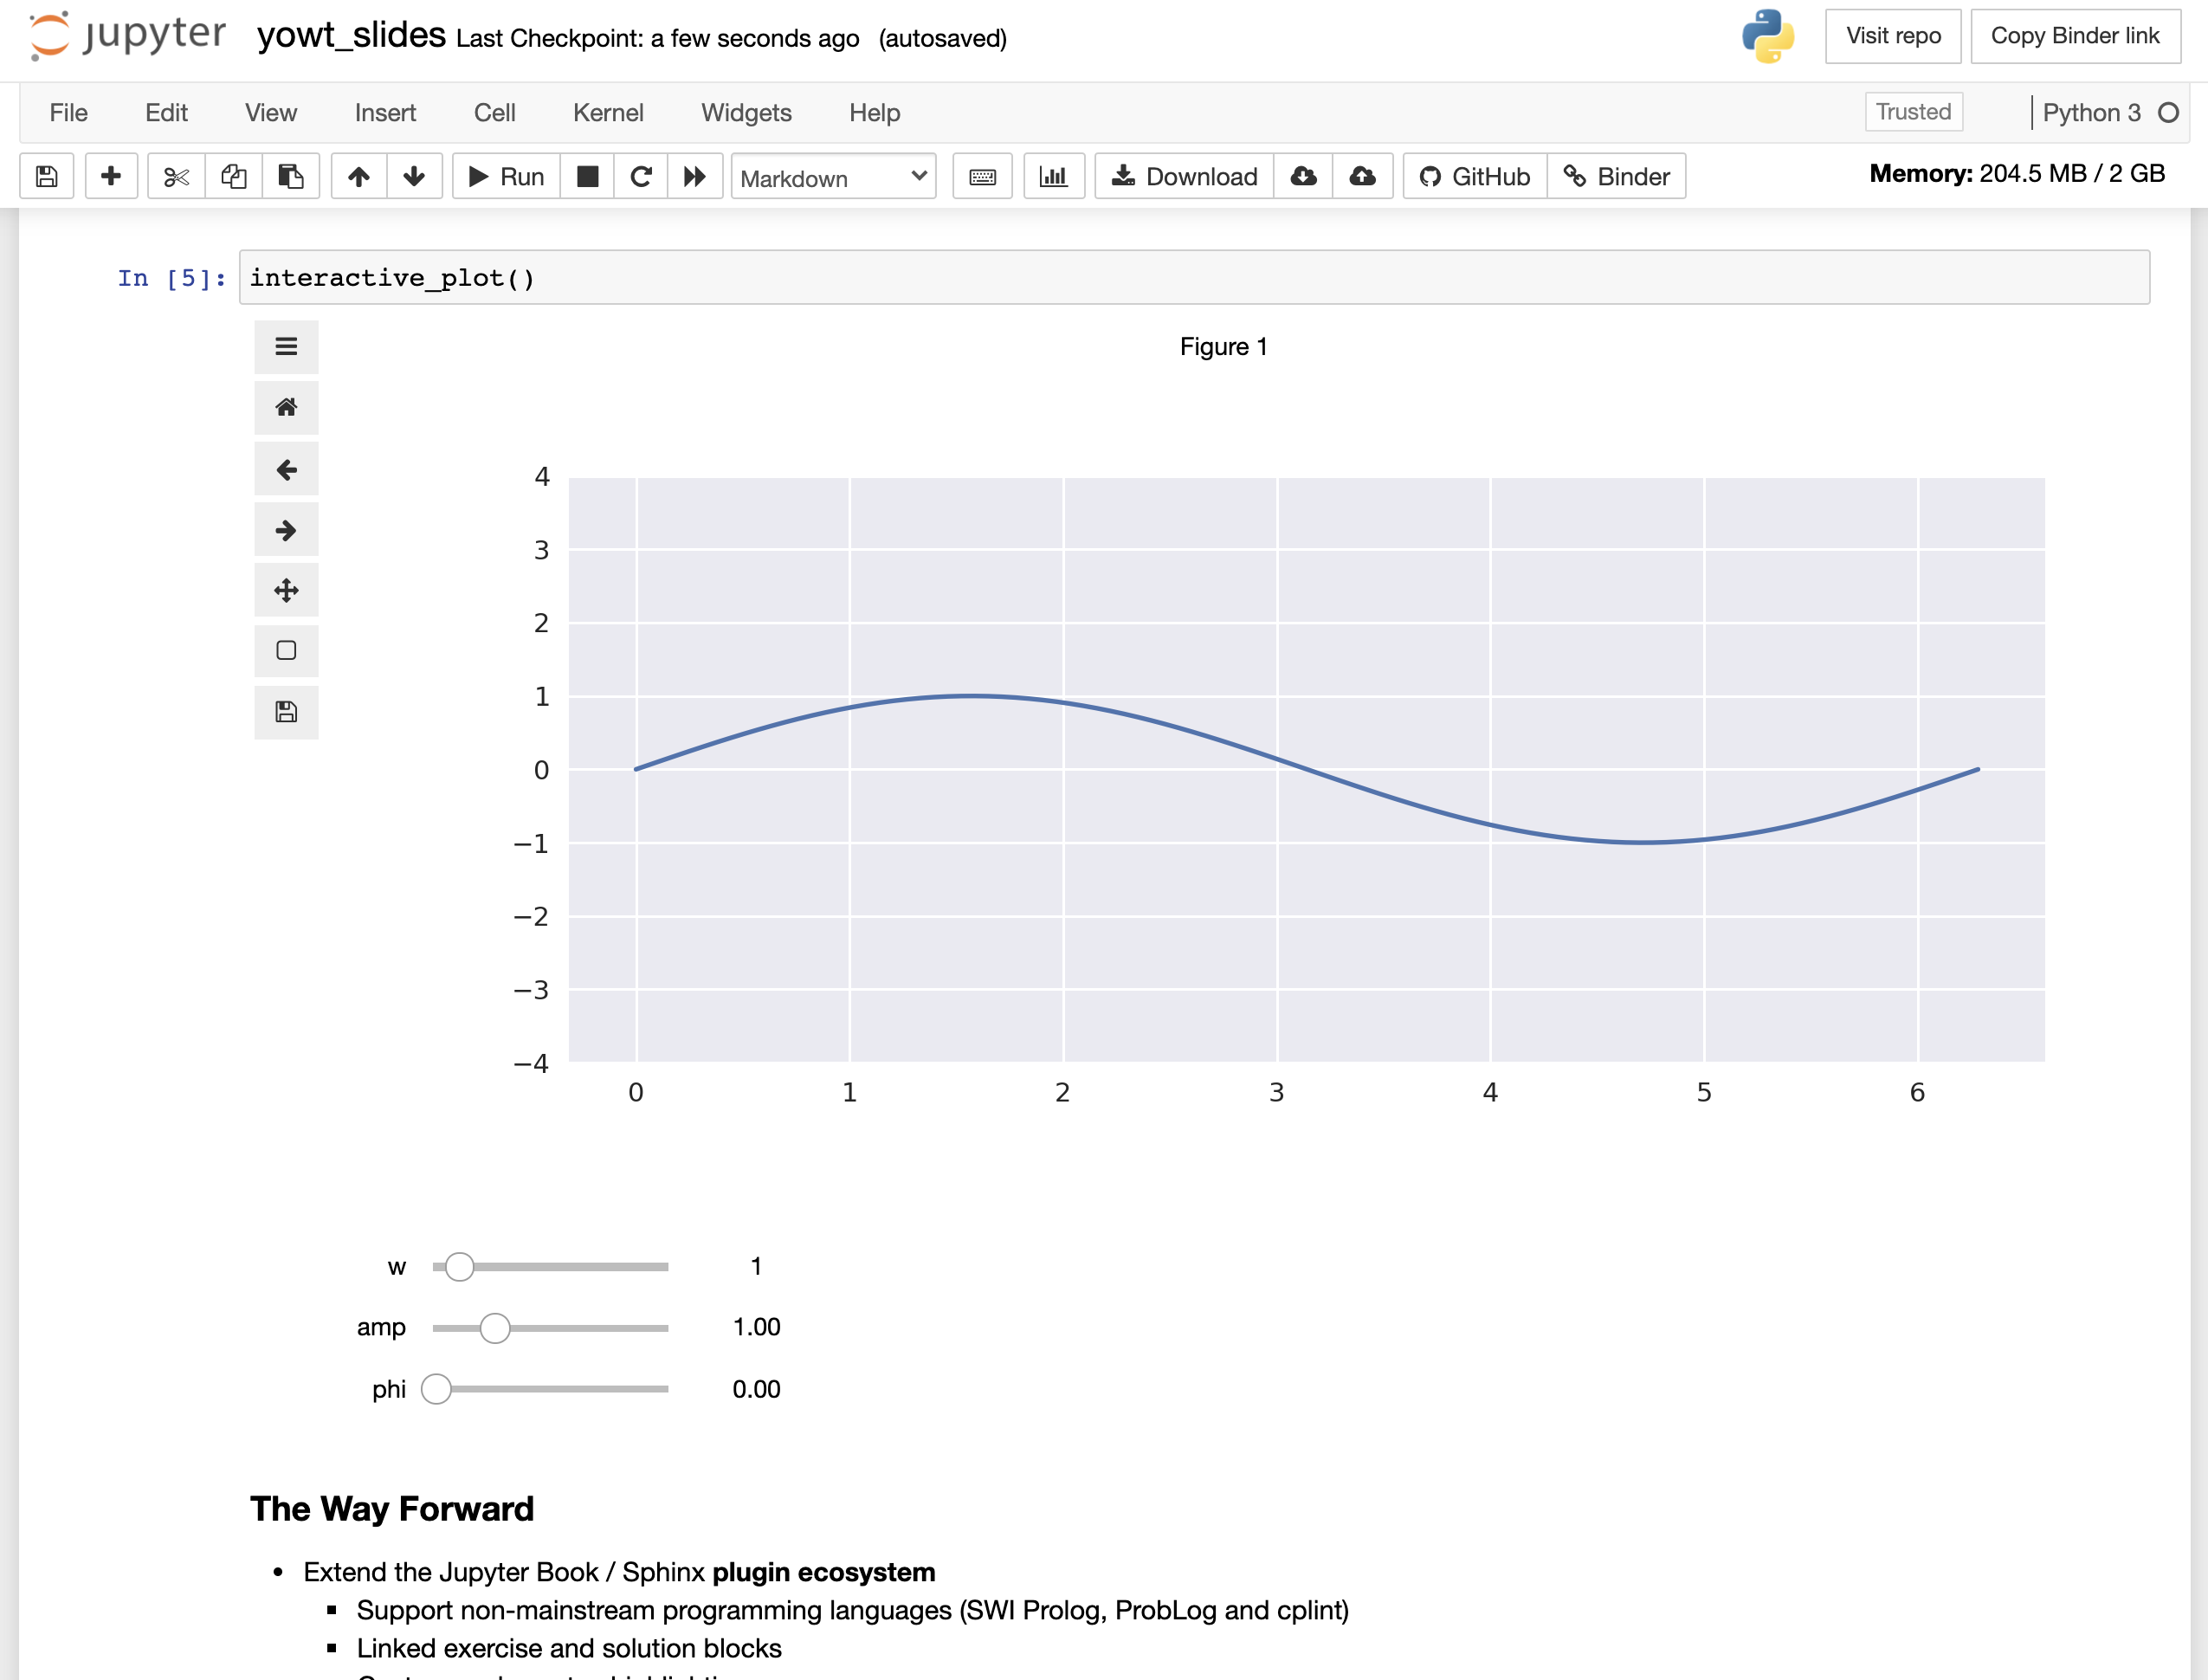 jupyter yowt_slides Last Checkpoint: a few seconds ago (autosaved) Visit repo Copy Binder link
File Edit View Insert Cell Kernel Widgets Help Trusted Python 3
Run Markdown Download GitHub Binder Memory: 204.5 MB / 2 GB
In [5]: interactive_plot()
Figure 1
4
3
2
1
0
−1
−2
−3
−4
0 1 2 3 4 5 6
w 1
amp 1.00
phi 0.00
The Way Forward
• Extend the Jupyter Book / Sphinx plugin ecosystem
▪ Support non-mainstream programming languages (SWI Prolog, ProbLog and cplint)
▪ Linked exercise and solution blocks